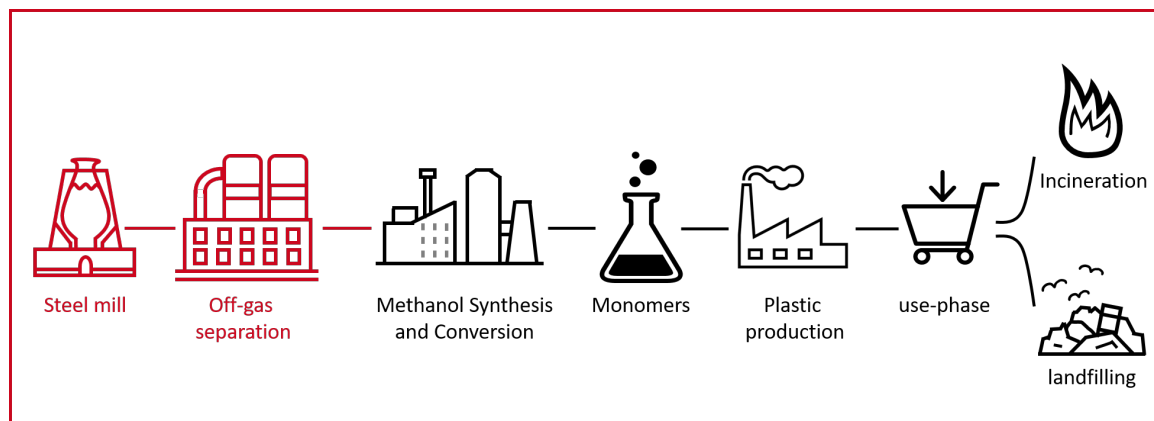 Steel mill
Off-gas
separation
Methanol Synthesis
and Conversion
Monomers
Plastic
production
use-phase
Incineration
landfilling